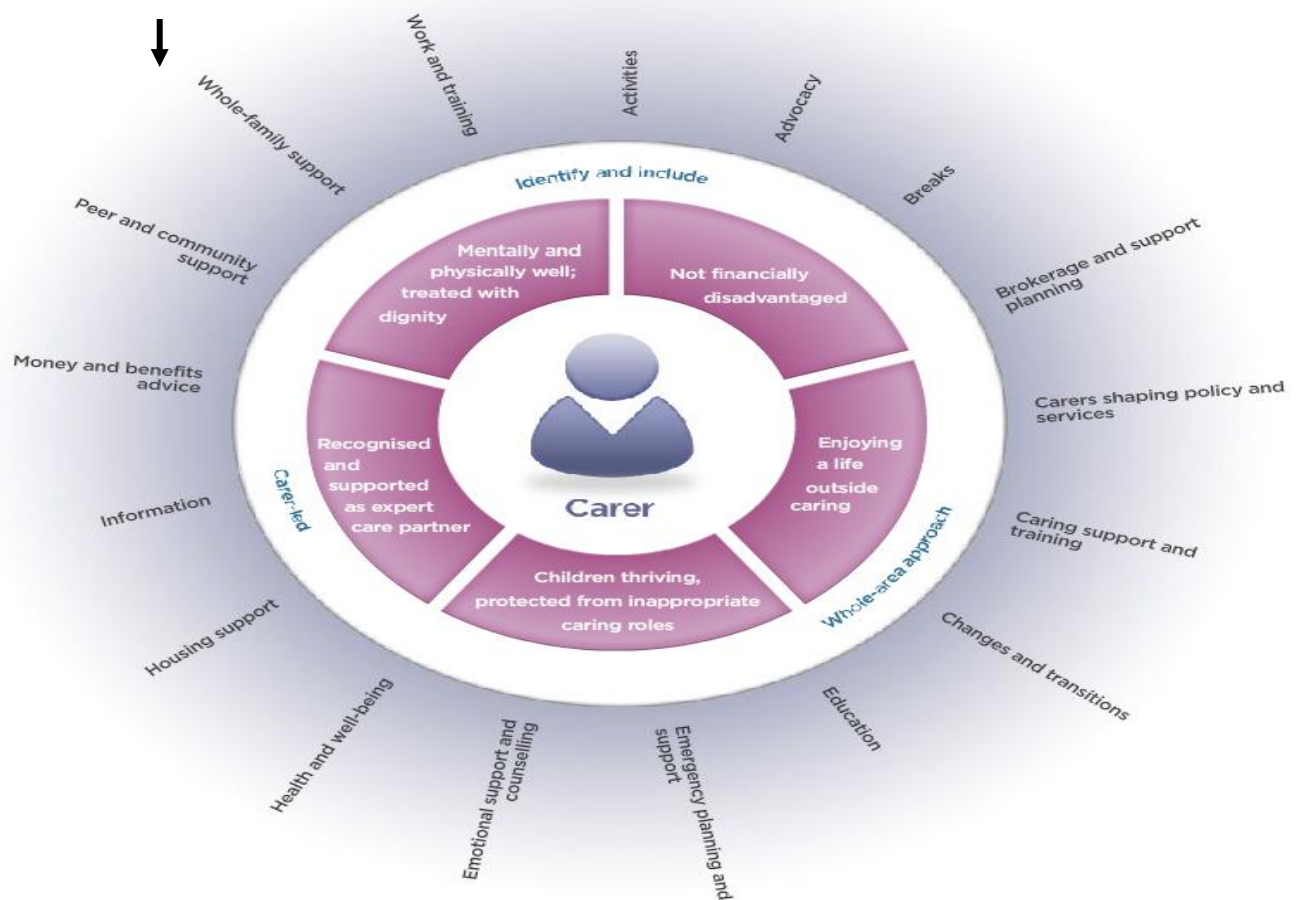 Activities
Advocacy
Breaks
Brokerage and support
planning
Carers shaping policy and
services
Caring support and
training
Changes and transitions
Education
Emergency planning and
support
Emotional support and
counselling
Health and well-being
Housing support
Information
Money and benefits
advice
Peer and community
support
Whole-family support
Work and training
Identify and include
Whole-area approach
Carer-led
Mentally and
physically well;
treated with
dignity
Not financially
disadvantaged
Enjoying
a life
outside
caring
Children thriving,
protected from inappropriate
caring roles
Recognised
and
supported
as expert
care partner
Carer